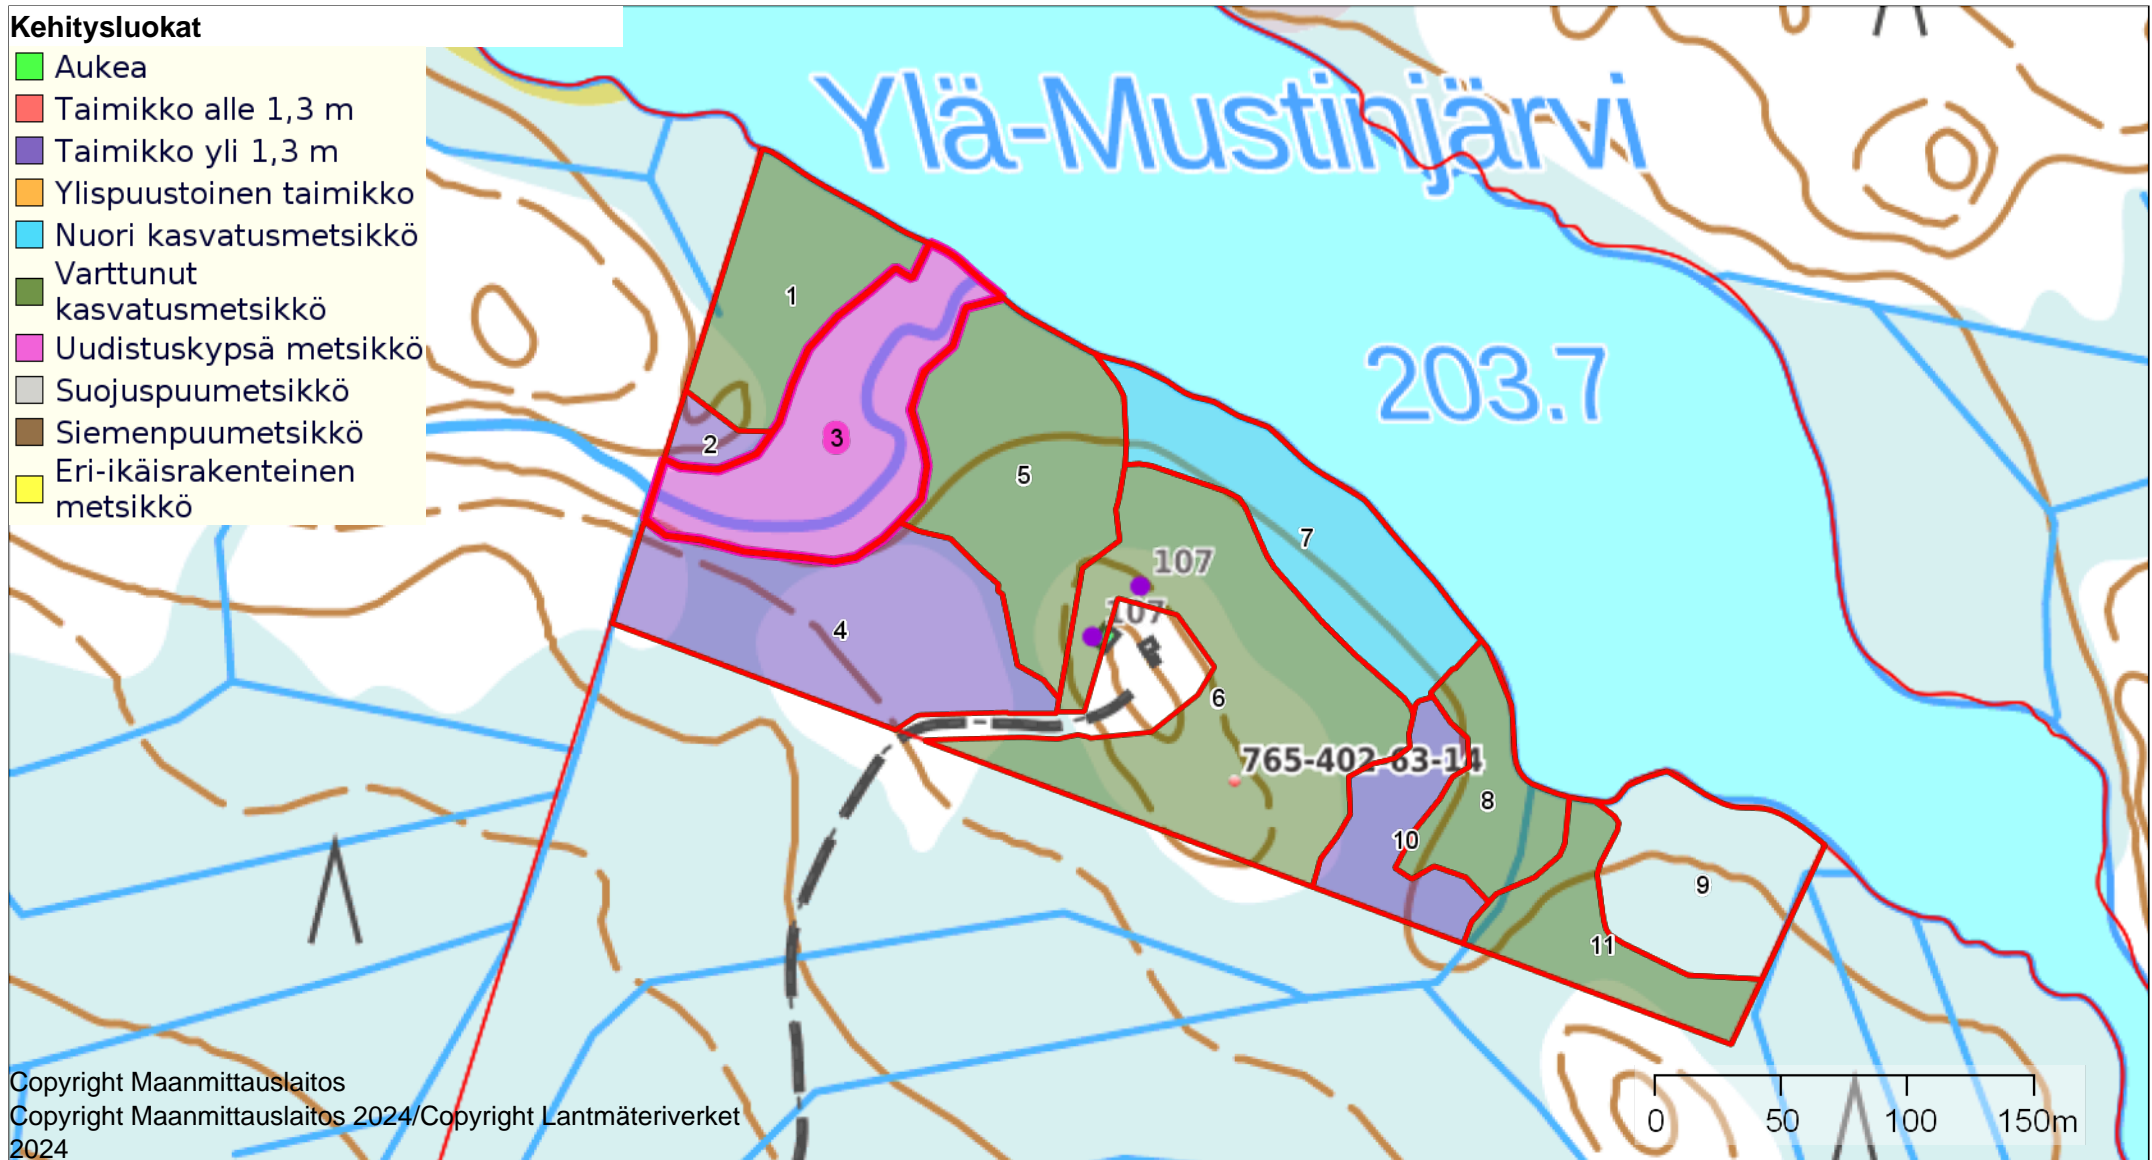 Kehitysluokat
Aukea
Taimikko alle 1,3 m
Taimikko yli 1,3 m
Ylispuustoinen taimikko
Nuori kasvatusmetsikkö
Varttunut
kasvatusmetsikkö
Uudistuskypsä metsikkö
Suojuspuumetsikkö
Siemenpuumetsikkö
Eri-ikäisrakenteinen
metsikkö
Ylä-Mustinjärvi
203.7
1
2
3
4
5
7
107
107
6
765-402-63-14
8
10
9
11
0 50 100 150m
Copyright Maanmittauslaitos
Copyright Maanmittauslaitos 2024/Copyright Lantmäteriverket
2024